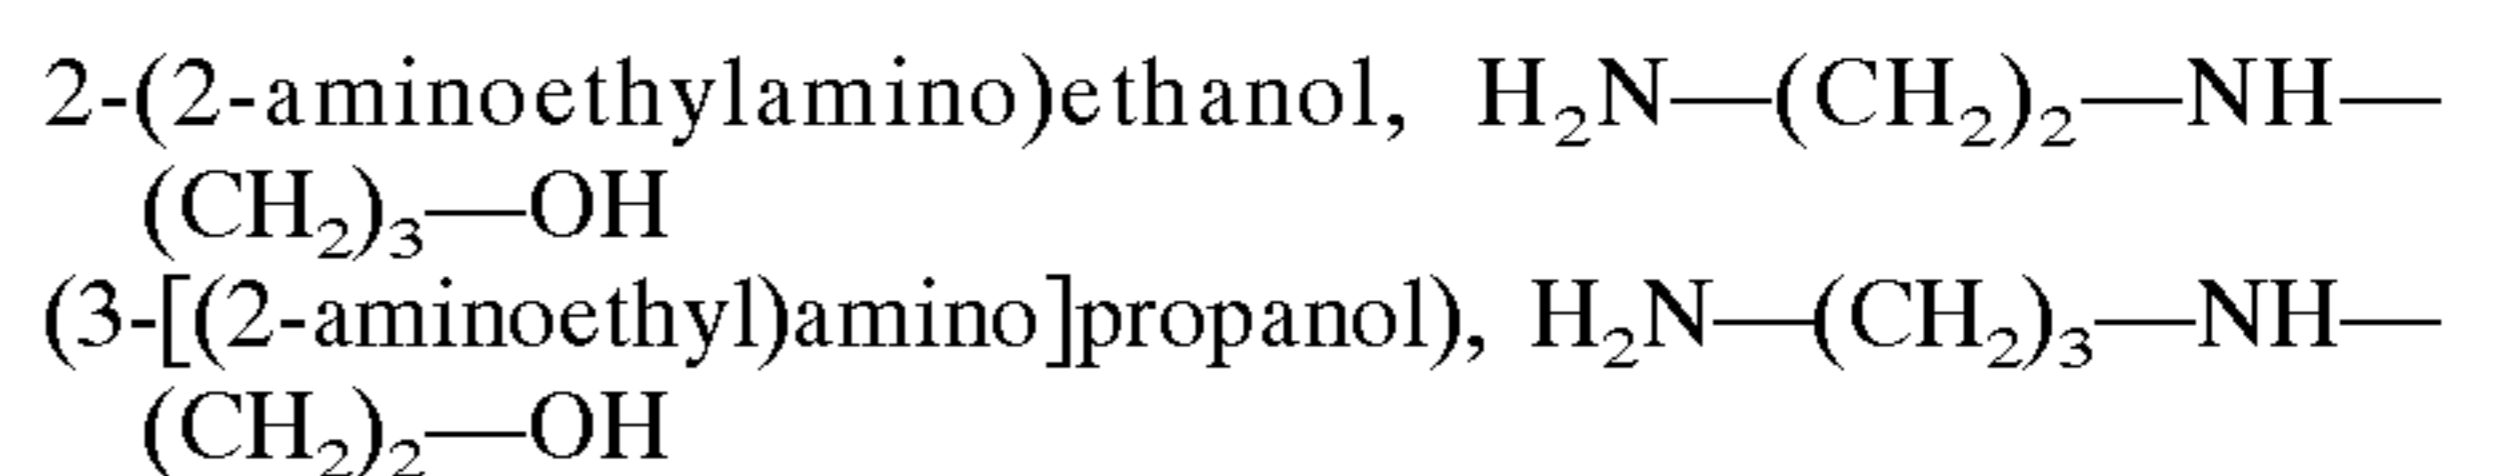 2-(2-aminoethylamino)ethanol, H₂N—(CH₂)₂—NH—
(CH₂)₃—OH
(3-[(2-aminoethyl)amino]propanol), H₂N—(CH₂)₃—NH—
(CH₂)₂—OH